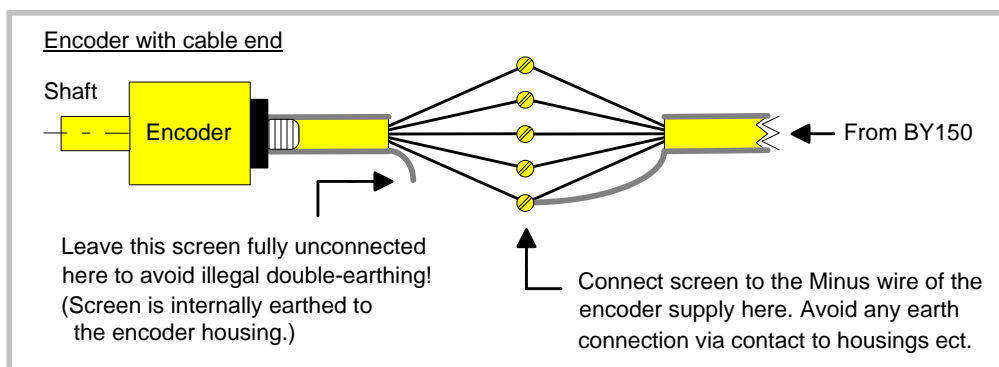 Encoder with cable end
Shaft
Encoder
From BY150
Leave this screen fully unconnected
here to avoid illegal double-earthing!
(Screen is internally earthed to
the encoder housing.)
Connect screen to the Minus wire of the
encoder supply here. Avoid any earth
connection via contact to housings ect.